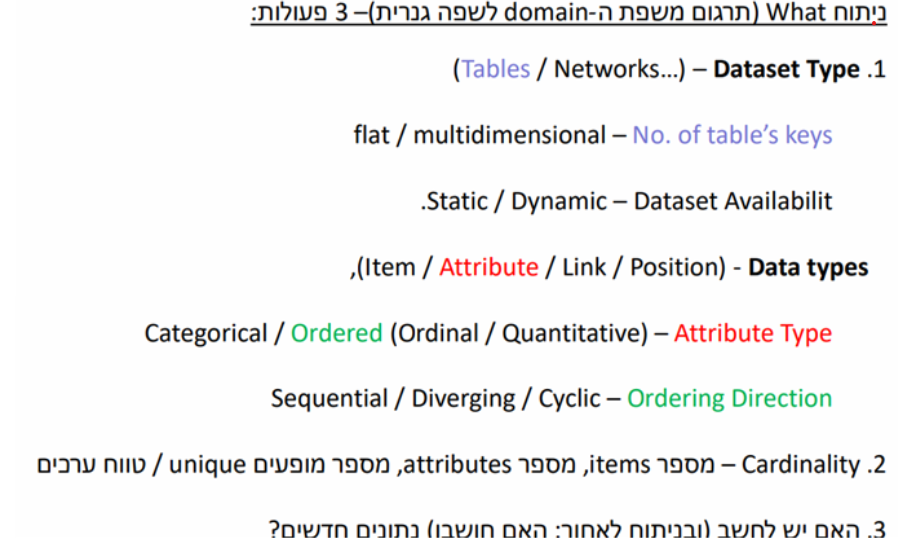 ניתוח What (תרגום משפת ה-domain לשפה גנרית)– 3 פעולות:
1. Dataset Type – (Tables / Networks...)
No. of table's keys – flat / multidimensional
Static / Dynamic – Dataset Availabilit.
Data types - (Item / Attribute / Link / Position),
Categorical / Ordered (Ordinal / Quantitative) – Attribute Type
Sequential / Diverging / Cyclic – Ordering Direction
2. Cardinality – מספר items, מספר attributes, מספר מופעים unique / טווח ערכים
3. האם יש לחשב (ובניתוח לאחור: האם חושבו) נתונים חדשים?